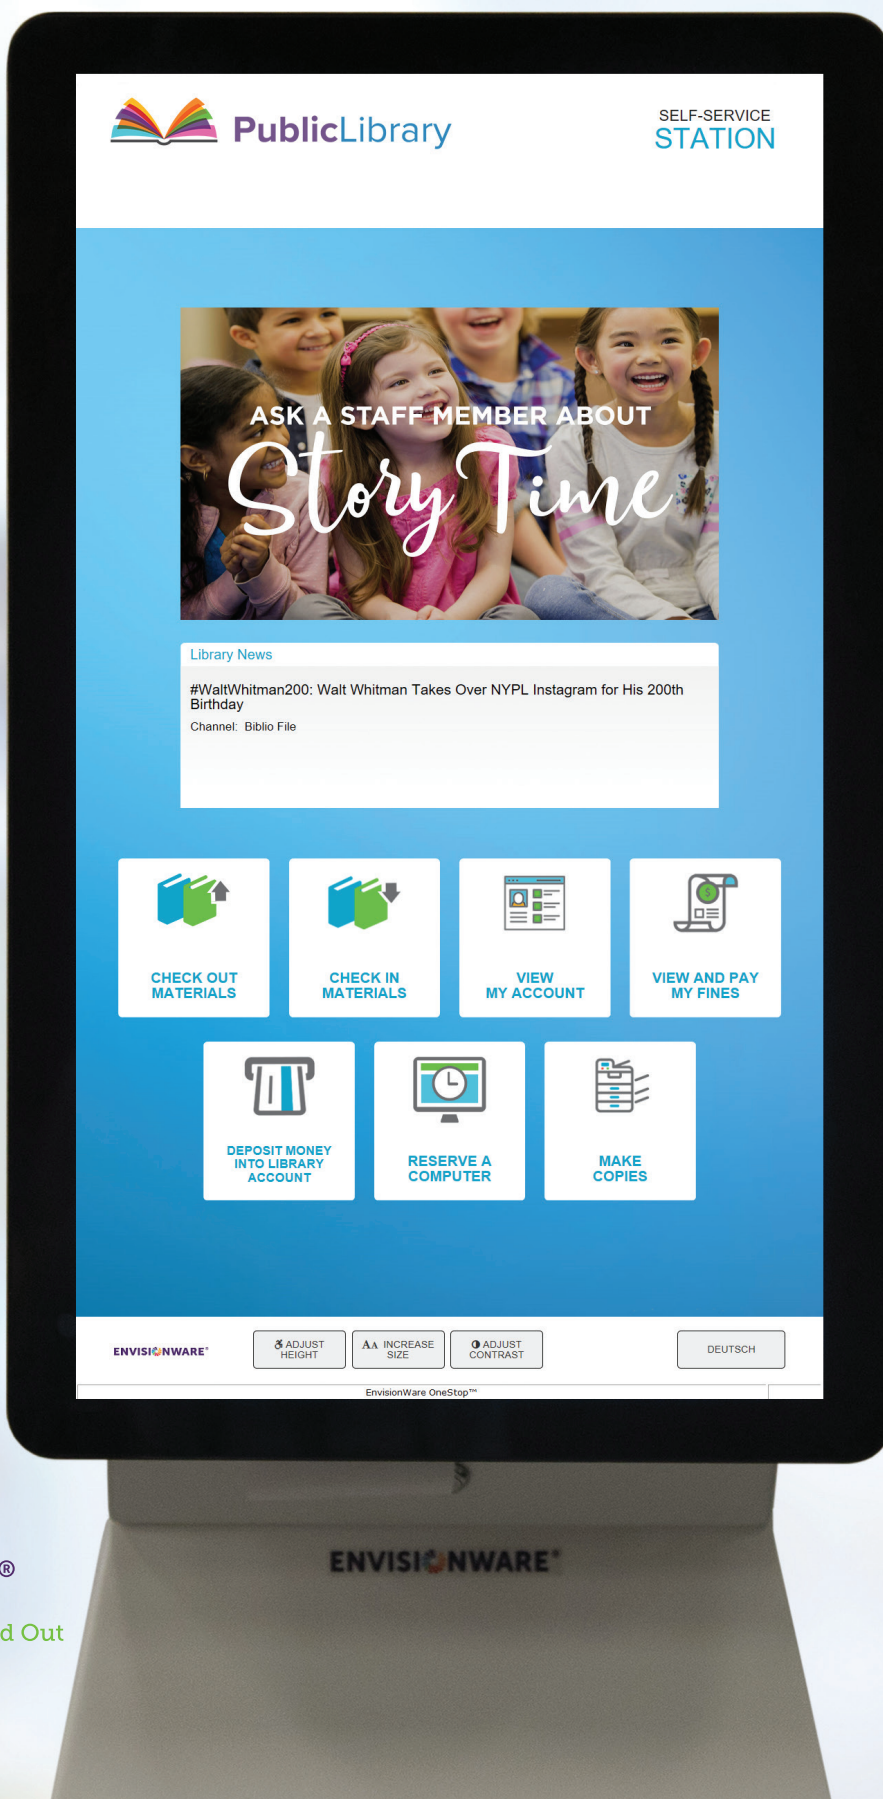 PublicLibrary
SELF-SERVICE
STATION
ASK A STAFF MEMBER ABOUT
Story Time
Library News
#WaltWhitman200: Walt Whitman Takes Over NYPL Instagram for His 200th
Birthday
Channel: Biblio File
CHECK OUT
MATERIALS
CHECK IN
MATERIALS
VIEW
MY ACCOUNT
VIEW AND PAY
MY FINES
DEPOSIT MONEY
INTO LIBRARY
ACCOUNT
RESERVE A
COMPUTER
MAKE
COPIES
ENVISIONWARE®
ADJUST
HEIGHT
AA INCREASE
SIZE
ADJUST
CONTRAST
DEUTSCH
EnvisionWare OneStop™
ENVISIONWARE®
®
d Out